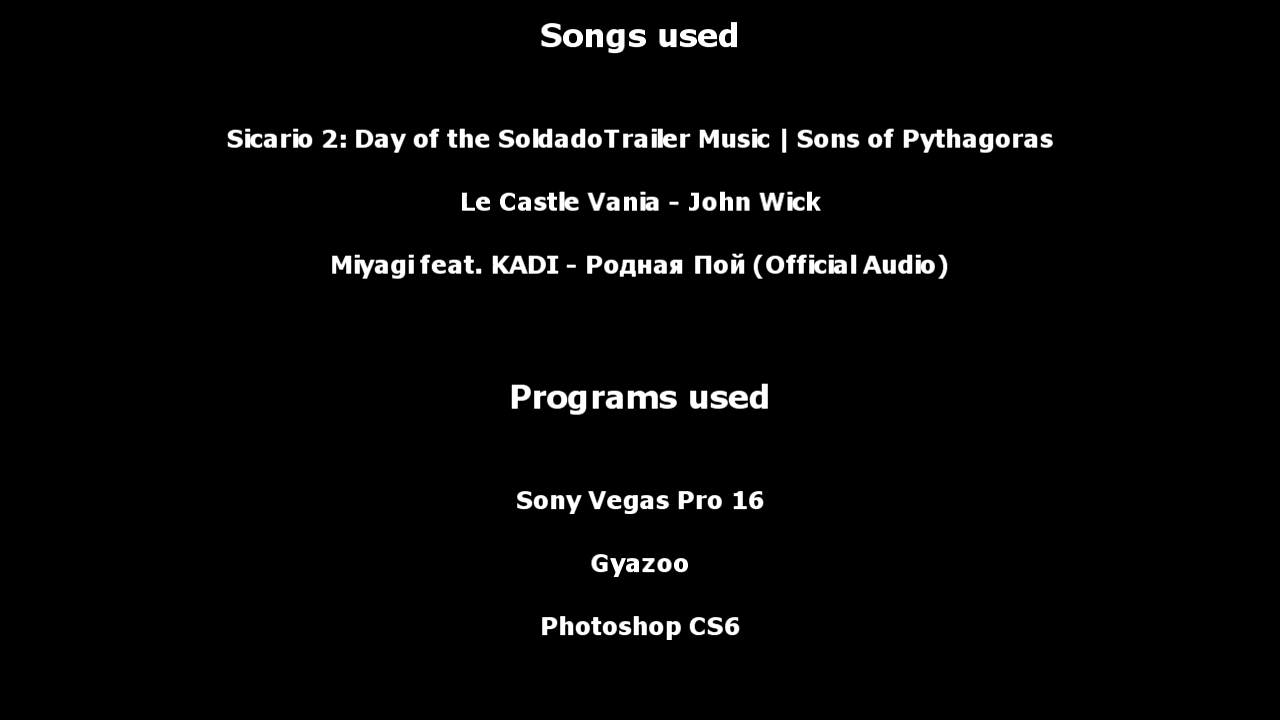 Songs used
Sicario 2: Day of the SoldadoTrailer Music | Sons of Pythagoras
Le Castle Vania - John Wick
Miyagi feat. KADI - Родная Пой (Official Audio)
Programs used
Sony Vegas Pro 16
Gyazoo
Photoshop CS6